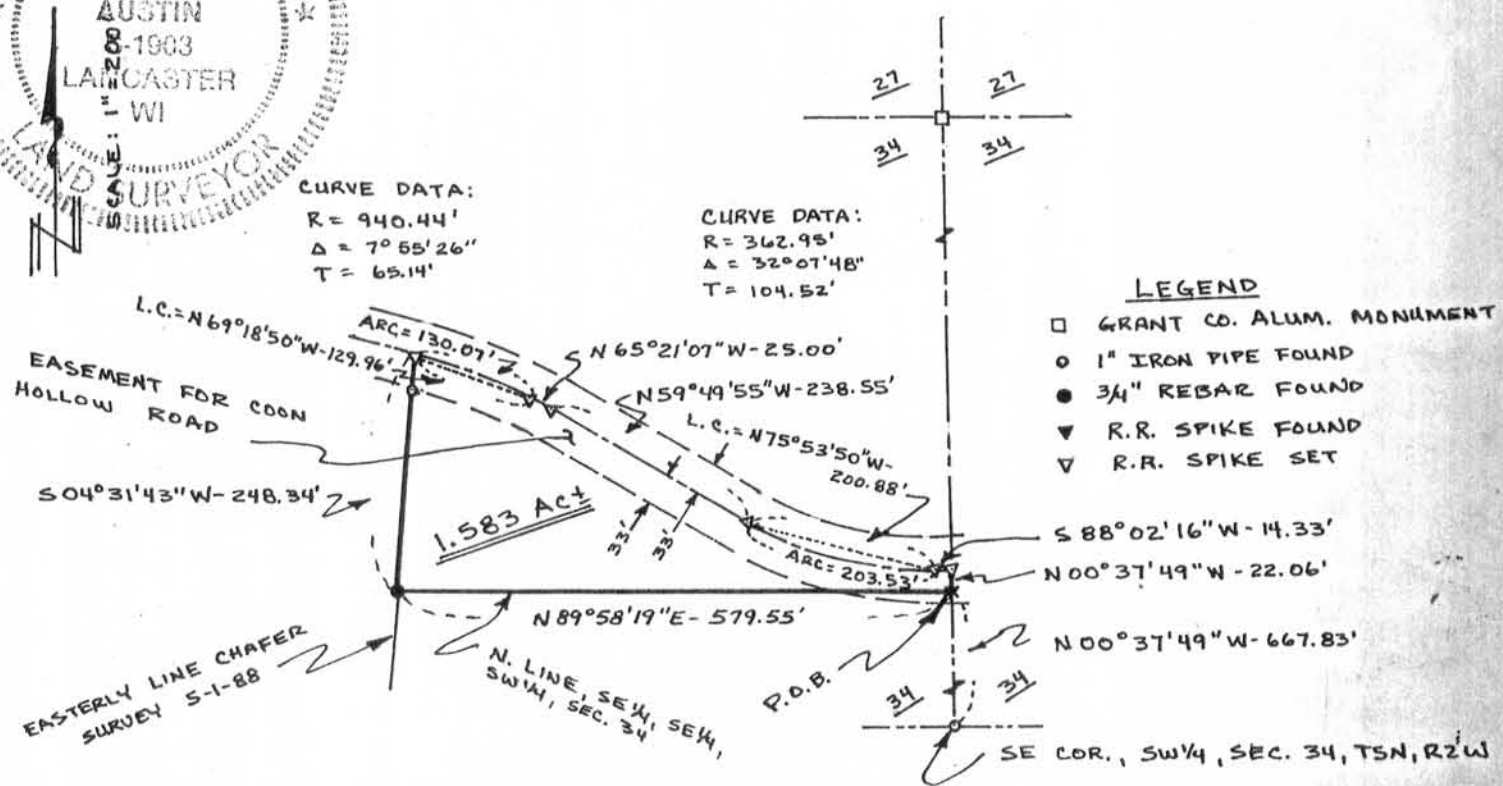 AUSTIN
S-1903
LANCASTER
WI
LAND SURVEYOR
SCALE: 1" = 200'
N
CURVE DATA:
R = 940.44'
Δ = 7° 55' 26"
T = 65.14'
CURVE DATA:
R = 362.95'
Δ = 32°07'48"
T = 104.52'
27
27
34
34
LEGEND
□ GRANT CO. ALUM. MONUMENT
○ 1" IRON PIPE FOUND
● 3/4" REBAR FOUND
▼ R.R. SPIKE FOUND
▽ R.R. SPIKE SET
L.C. = N 69°18'50"W-129.96'
ARC = 130.07'
N 65°21'07"W-25.00'
N59°49'55"W-238.55'
L.C. = N75°53'50"W-
200.88'
EASEMENT FOR COON
HOLLOW ROAD
S04°31'43"W-248.34'
1.583 AC±
33'
33'
ARC = 203.53'
S 88°02'16"W-14.33'
N 00°37'49"W-22.06'
N89°58'19"E-579.55'
N 00°37'49"W-667.83'
EASTERLY LINE CHAFER
SURVEY 5-1-88
N. LINE, SE1/4, SE1/4,
SW1/4, SEC. 34
P.O.B.
34
34
SE COR., SW1/4, SEC. 34, T5N, R2W